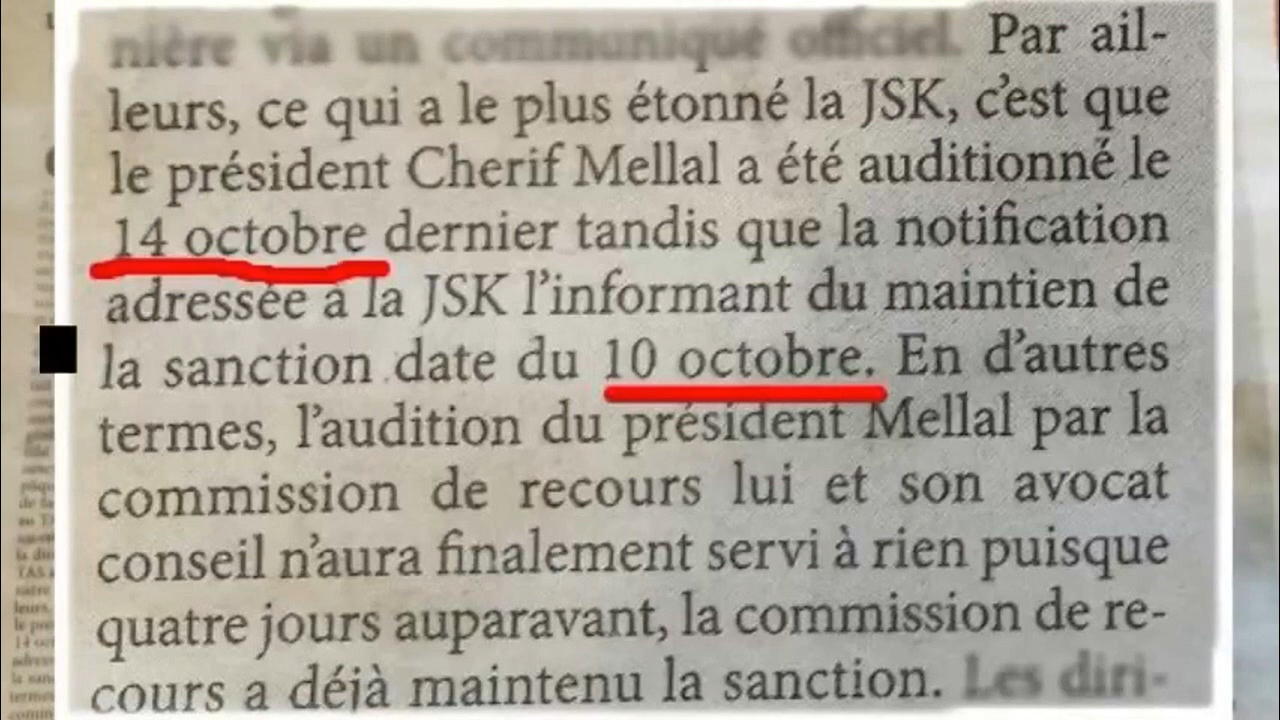 nière via un communiqué officiel. Par ail-
leurs, ce qui a le plus étonné la JSK, c'est que
le président Cherif Mellal a été auditionné le
14 octobre dernier tandis que la notification
adressée à la JSK l'informant du maintien de
la sanction date du 10 octobre. En d'autres
termes, l'audition du président Mellal par la
commission de recours lui et son avocat
conseil n'aura finalement servi à rien puisque
quatre jours auparavant, la commission de re-
cours a déjà maintenu la sanction. Les diri-